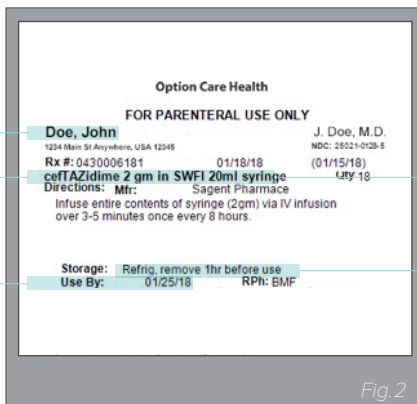 Option Care Health
FOR PARENTERAL USE ONLY
Doe, John J. Doe, M.D.
1234 Main St Anywhere, USA 12345 NDC: 25021-0128-5
Rx #: 0430006181 01/18/18 (01/15/18)
cefTAZidime 2 gm in SWFI 20ml syringe Qty 18
Directions: Mfr: Sagent Pharmace
Infuse entire contents of syringe (2gm) via IV infusion
over 3-5 minutes once every 8 hours.
Storage: Refrig, remove 1hr before use
Use By: 01/25/18 RPh: BMF
Fig.2